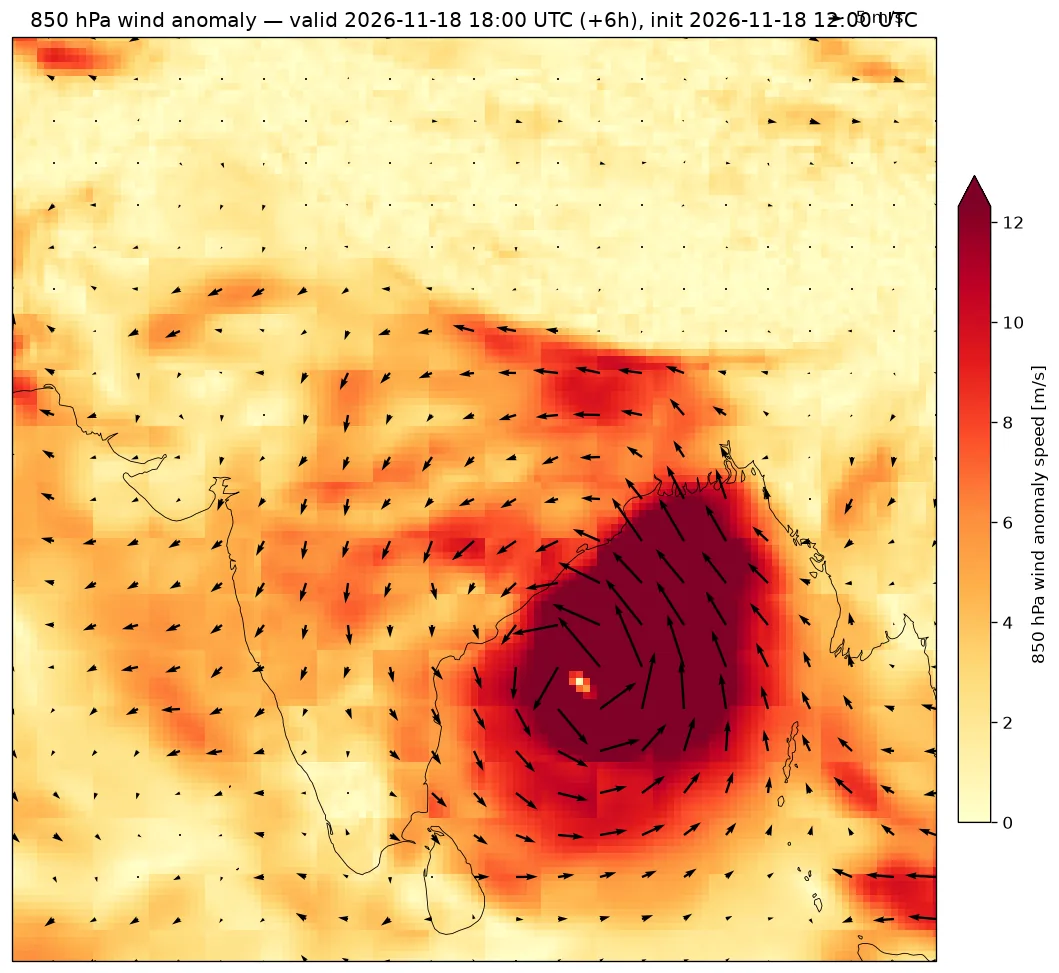 850 hPa wind anomaly — valid 2026-11-18 18:00 UTC (+6h), init 2026-11-18 12:00 UTC
5 m/s
12
10
8
6
4
2
0
850 hPa wind anomaly speed [m/s]